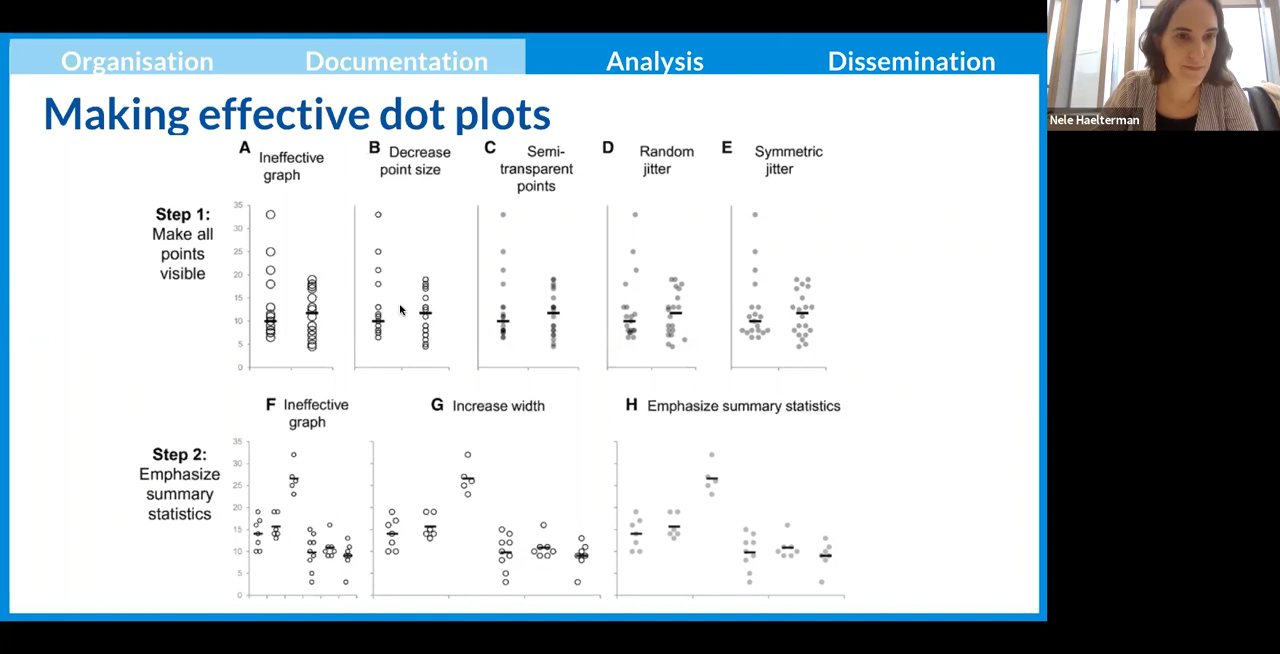 Organisation Documentation Analysis Dissemination
Nele Haelterman
Making effective dot plots
Step 1:
Make all
points
visible
A Ineffective
graph
B Decrease
point size
C Semi-
transparent
points
D Random
jitter
E Symmetric
jitter
35
30
25
20
15
10
5
0
Step 2:
Emphasize
summary
statistics
F Ineffective
graph
G Increase width
H Emphasize summary statistics
35
30
25
20
15
10
5
0